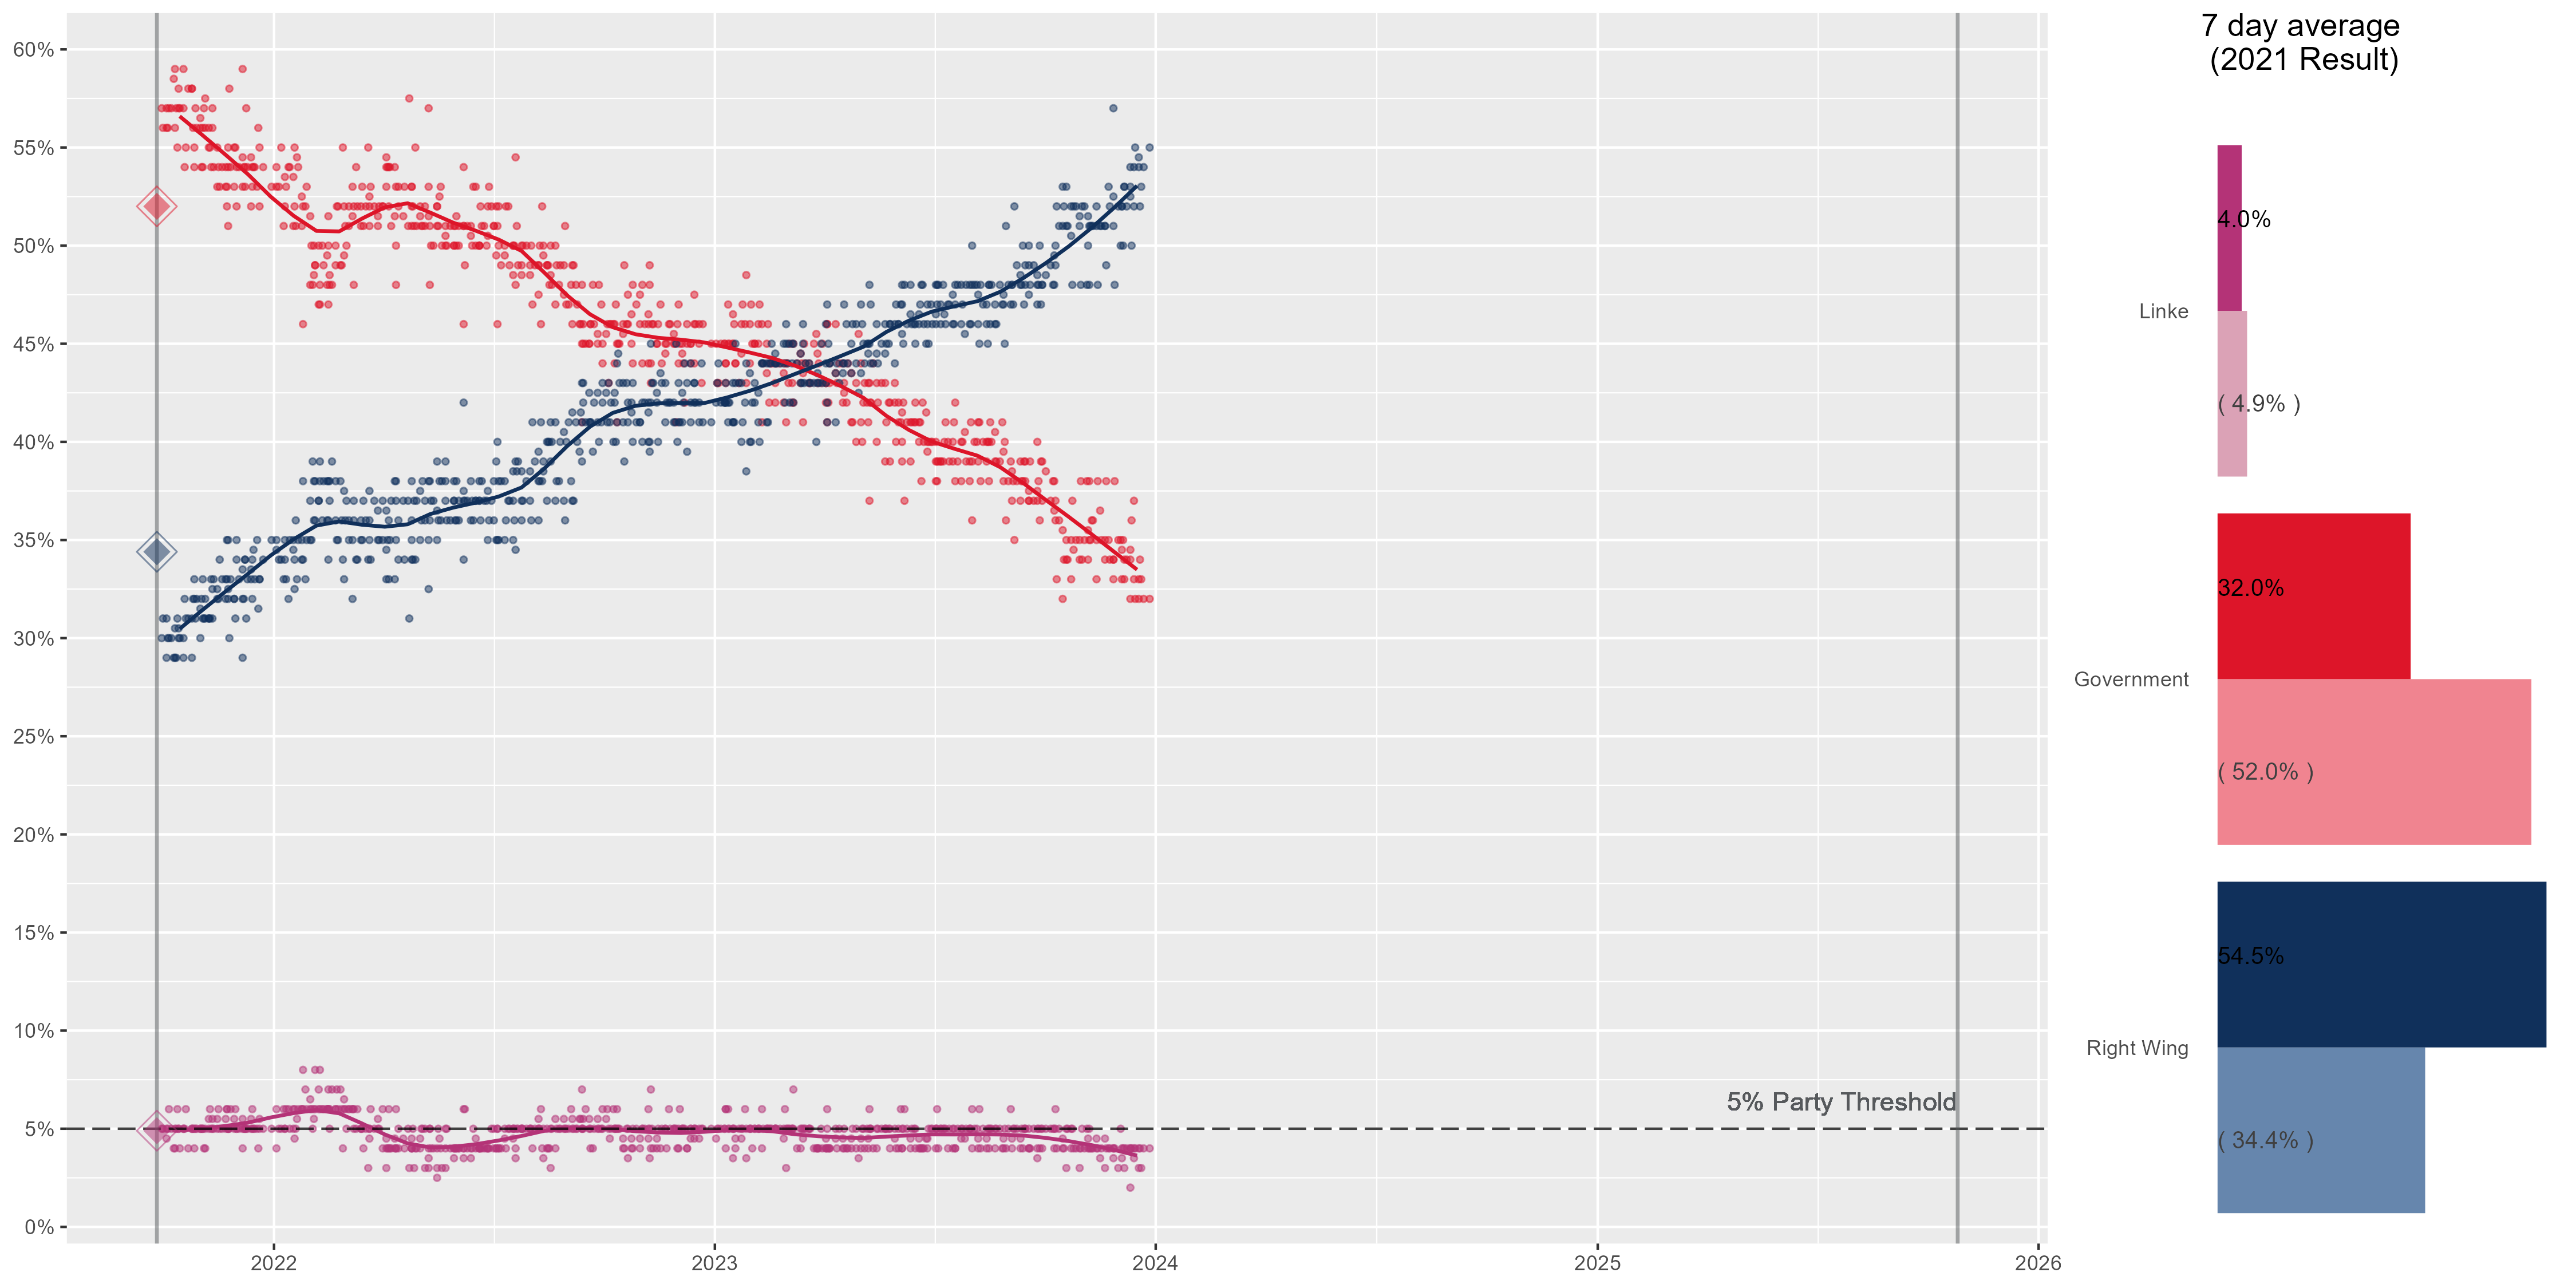 60%
55%
50%
45%
40%
35%
30%
25%
20%
15%
10%
5%
0%
2022
2023
2024
2025
2026
5% Party Threshold
7 day average
(2021 Result)
Linke
4.0%
( 4.9% )
Government
32.0%
( 52.0% )
Right Wing
54.5%
( 34.4% )